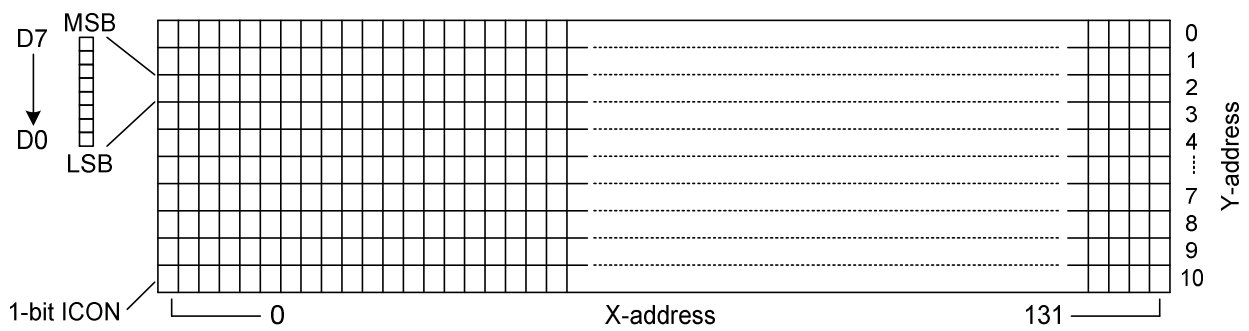 MSB
D7
D0
LSB
0
1
2
3
4
7
8
9
10
Y-address
1-bit ICON
0
X-address
131